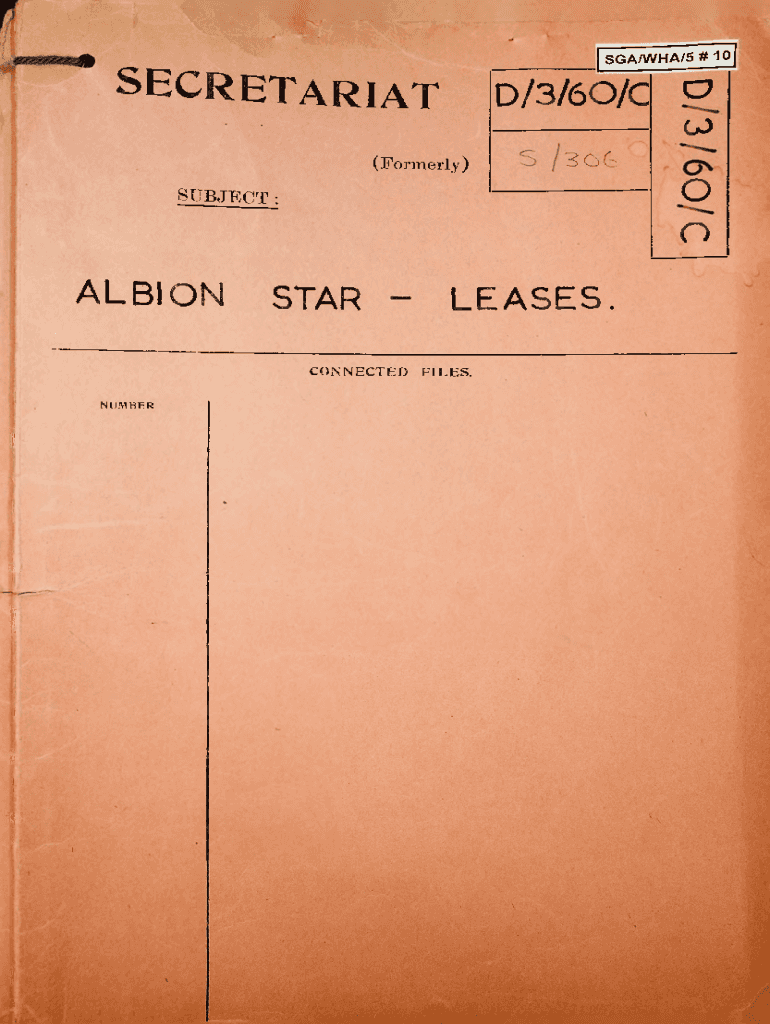 SGA/WHA/5 # 10
SECRETARIAT
D/3/60/C
D/3/60/C
(Formerly)
S/306
SUBJECT:
ALBION STAR – LEASES.
CONNECTED FILES.
NUMBER